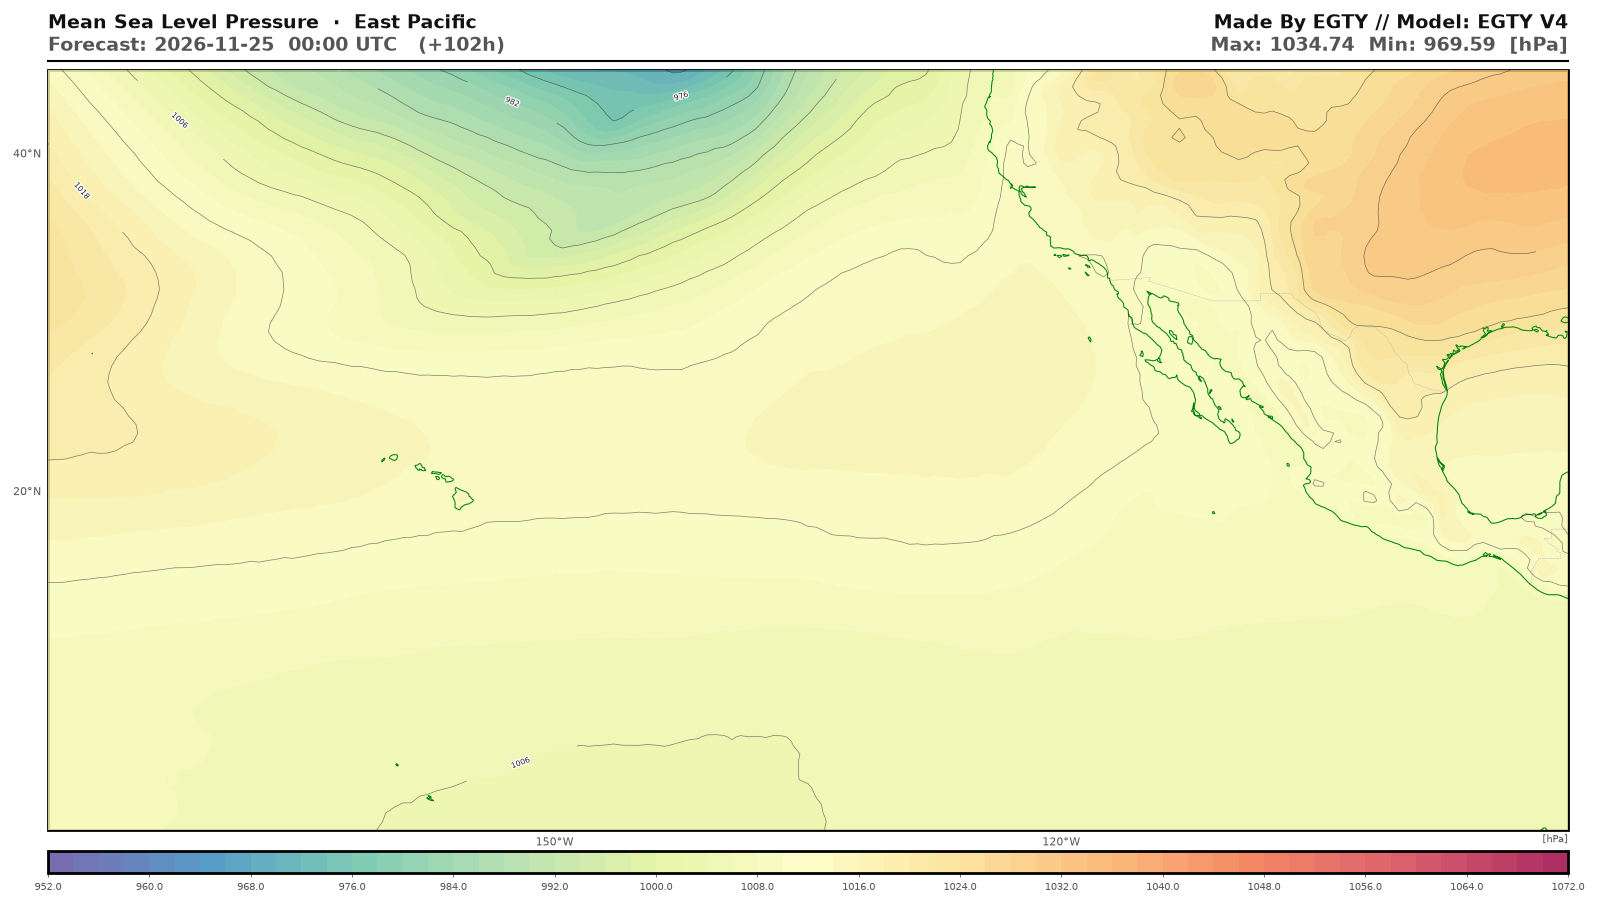 Mean Sea Level Pressure · East Pacific
Made By EGTY // Model: EGTY V4
Forecast: 2026-11-25 00:00 UTC (+102h)
Max: 1034.74 Min: 969.59 [hPa]
982
976
1006
40°N
1018
20°N
1006
150°W
120°W
[hPa]
952.0
960.0
968.0
976.0
984.0
992.0
1000.0
1008.0
1016.0
1024.0
1032.0
1040.0
1048.0
1056.0
1064.0
1072.0